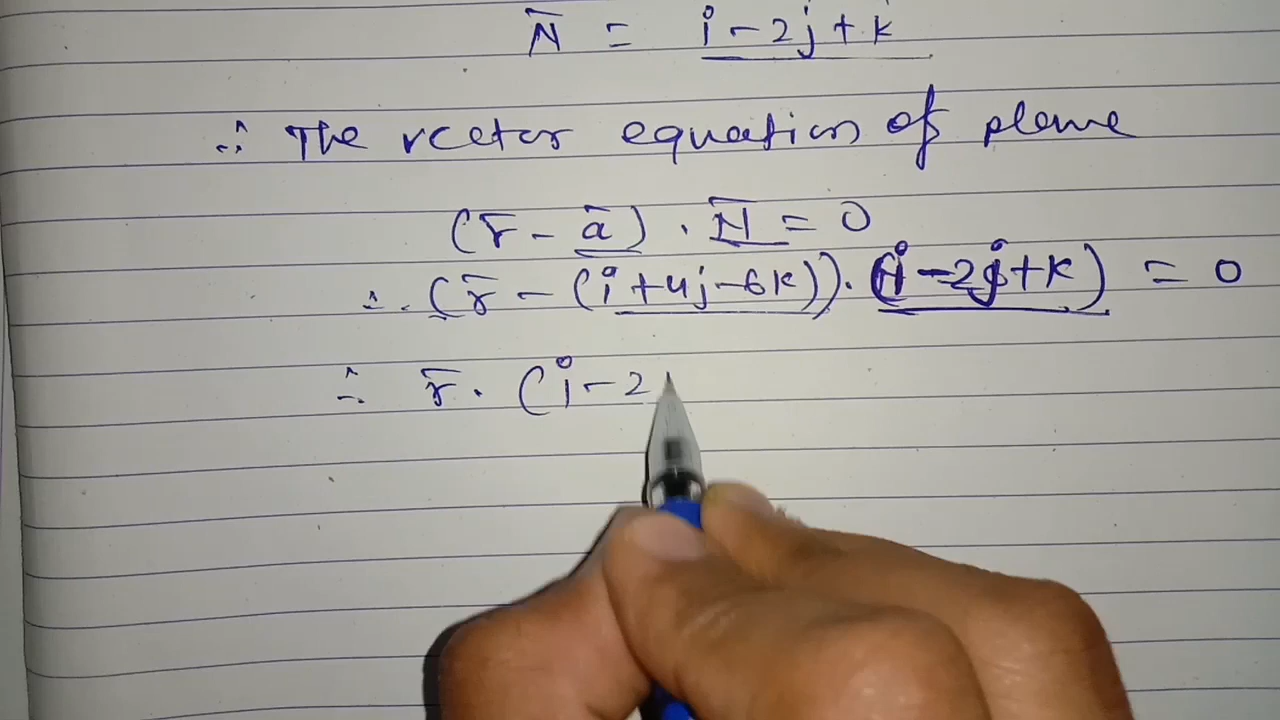 N̄ = i - 2j + k
∴ The vector equation of plane
(r̄ - ā) . N̄ = 0
∴ (r̄ - (i + 4j - 6k)) . (i - 2j + k) = 0
∴ r̄ . (i - 2